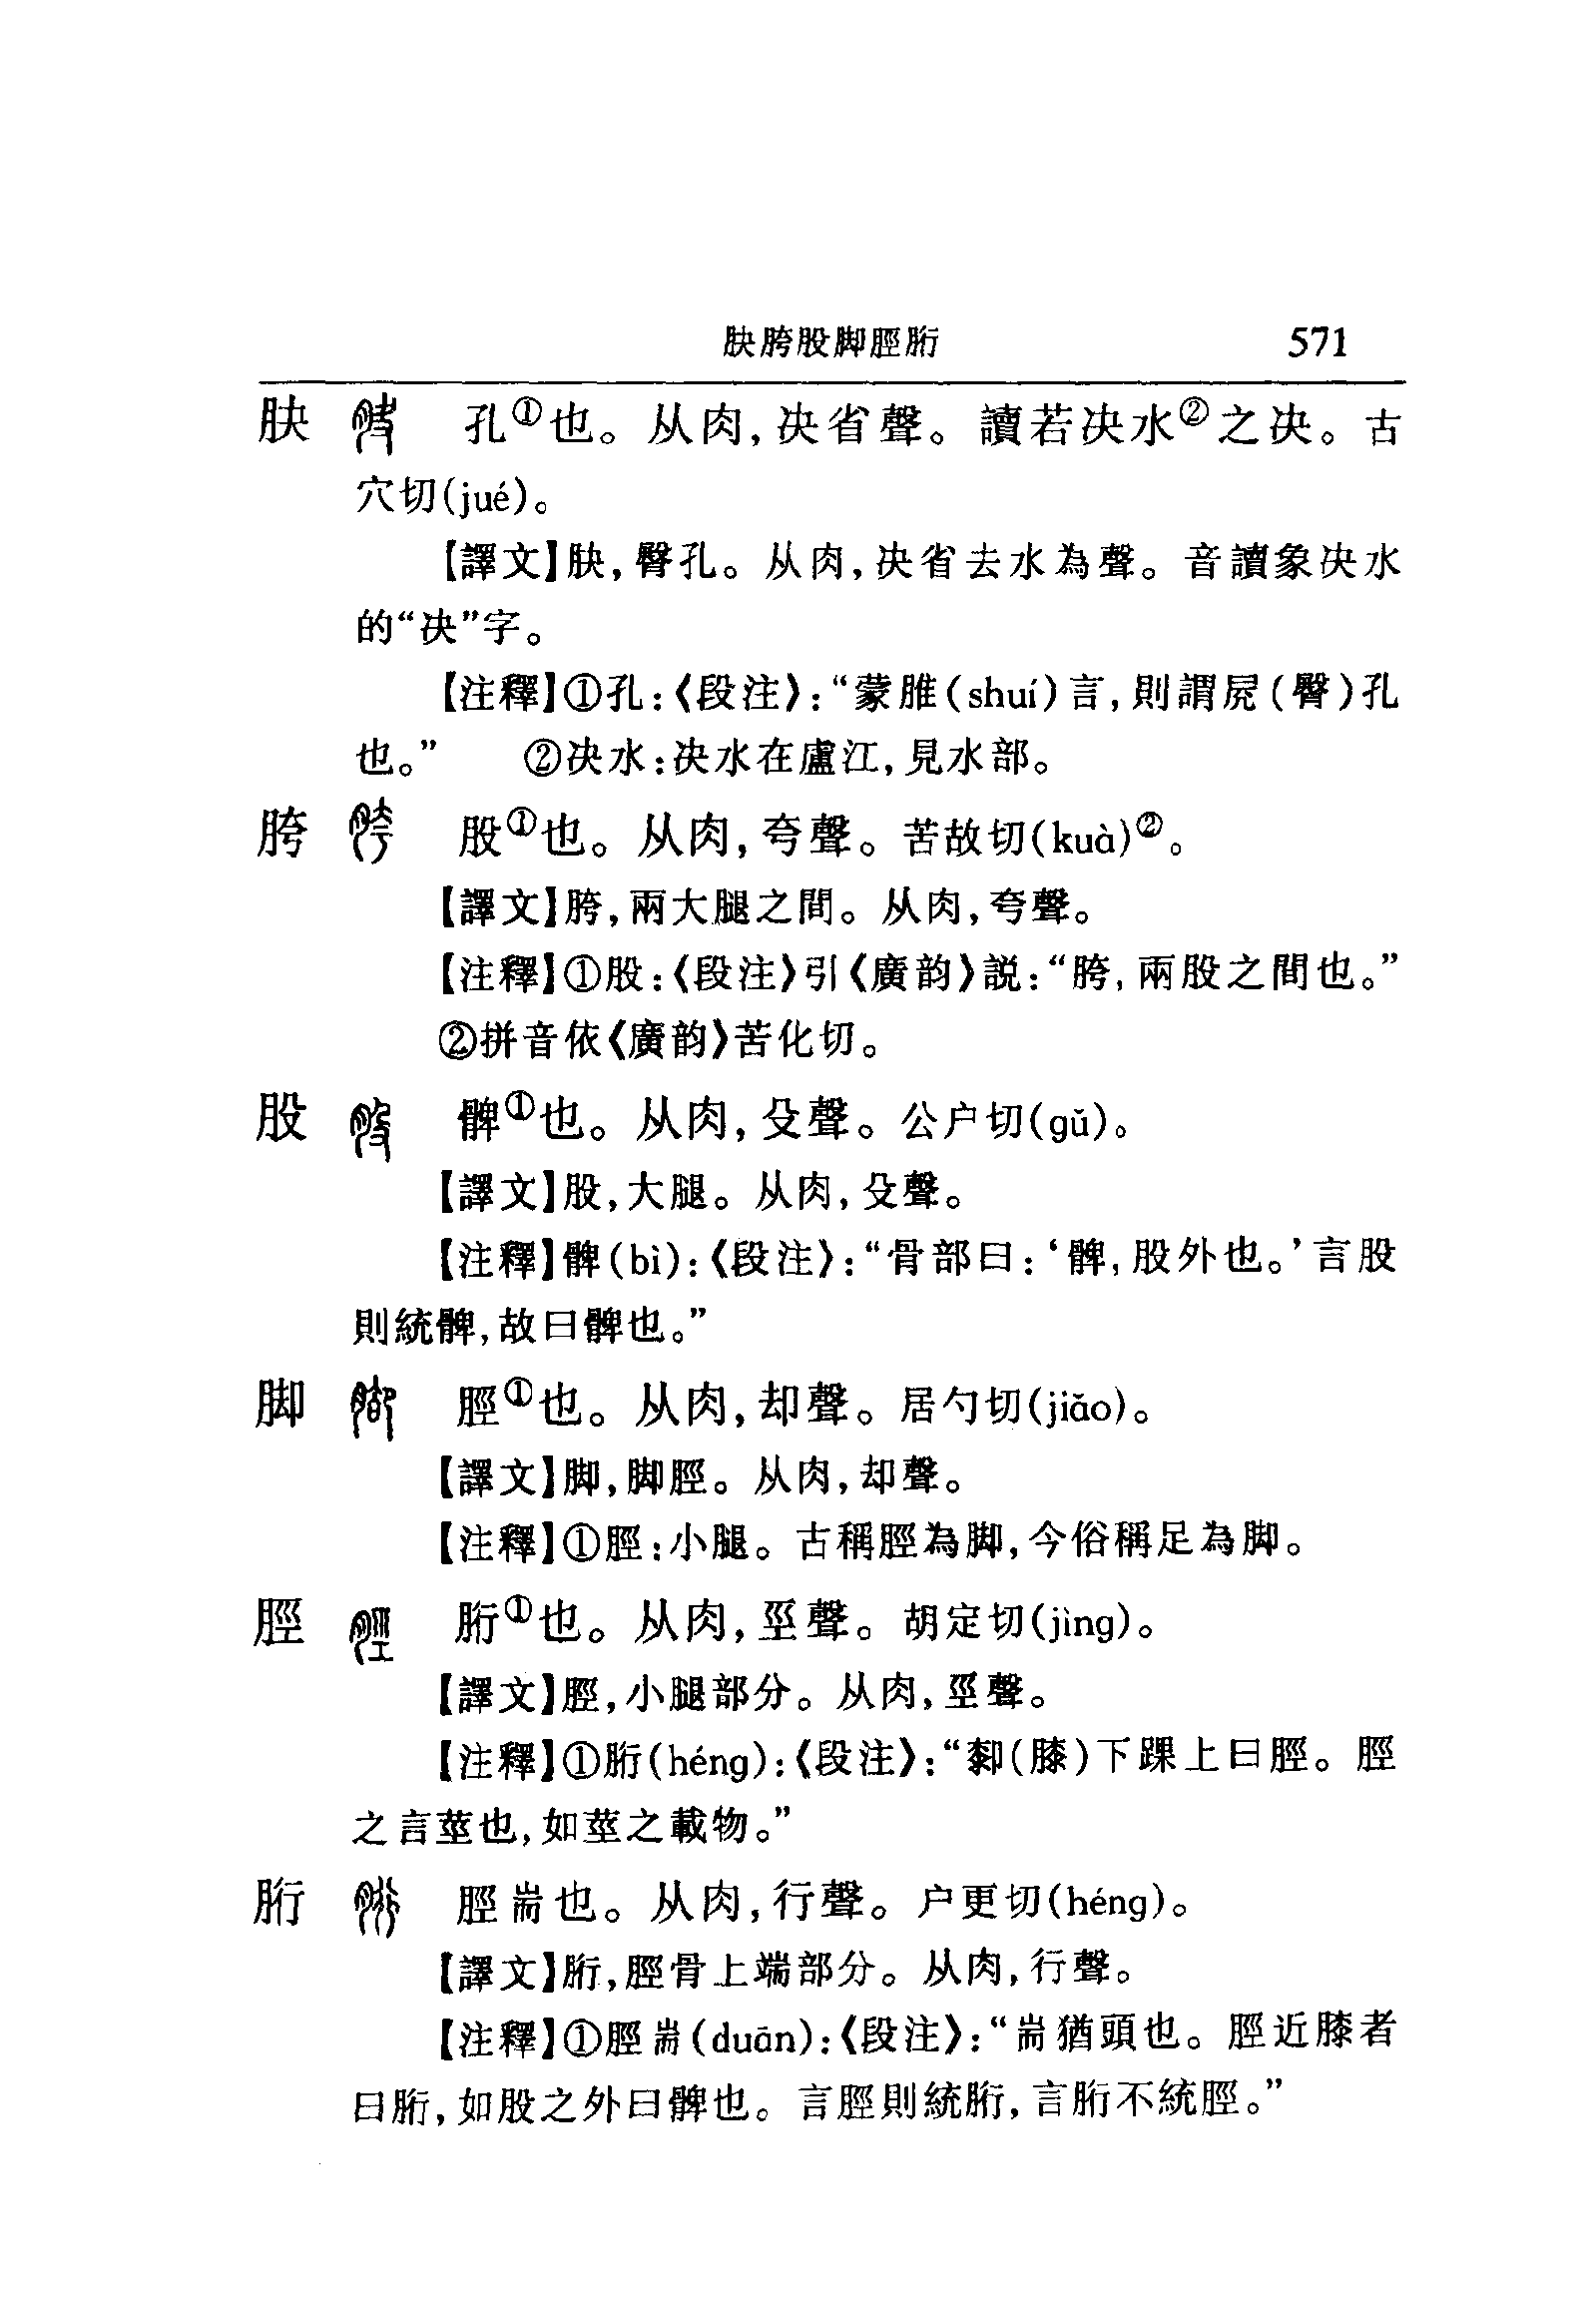 肤胯股脚脛胻 571
肤 孔①也。从肉，决省聲。讀若决水②之决。古
穴切(jué)。
【譯文】肤，臀孔。从肉，决省去水為聲。音讀象决水
的“决”字。
【注釋】①孔：《段注》：“蒙脽(shuí)言，則謂屍(臀)孔
也。” ②决水：决水在廬江，見水部。
胯 股①也。从肉，夸聲。苦故切(kuà)②。
【譯文】胯，兩大腿之間。从肉，夸聲。
【注釋】①股：《段注》引《廣韵》説：“胯，兩股之間也。”
②拼音依《廣韵》苦化切。
股 髀①也。从肉，殳聲。公户切(gǔ)。
【譯文】股，大腿。从肉，殳聲。
【注釋】髀(bì)：《段注》：“骨部曰：‘髀，股外也。’言股
則統髀，故曰髀也。”
脚 脛①也。从肉，却聲。居勺切(jiǎo)。
【譯文】脚，脚脛。从肉，却聲。
【注釋】①脛：小腿。古稱脛為脚，今俗稱足為脚。
脛 胻①也。从肉，巠聲。胡定切(jìng)。
【譯文】脛，小腿部分。从肉，巠聲。
【注釋】①胻(héng)：《段注》：“厀(膝)下踝上曰脛。脛
之言莖也，如莖之載物。”
胻 脛耑也。从肉，行聲。户更切(héng)。
【譯文】胻，脛骨上端部分。从肉，行聲。
【注釋】①脛耑(duān)：《段注》：“耑猶頭也。脛近膝者
曰胻，如股之外曰髀也。言脛則統胻，言胻不統脛。”